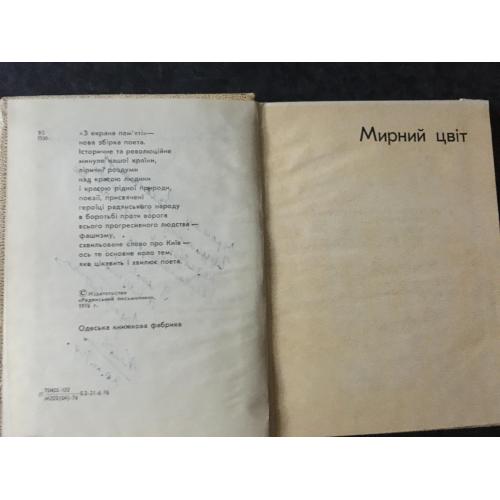 «З екрана пам'яті» —
нова збірка поета.
Історичне та революційне
минуле нашої країни,
ліричні роздуми
над красою людини
і красою рідної природи,
поезії, присвячені
героїці радянського народу
в боротьбі проти ворога
всього прогресивного людства —
фашизму,
схвильоване слово про Київ —
ось те основне коло тем,
яке цікавить і хвилює поета.
© Издательство
«Радянський письменник»,
1976 г.
Одеська книжкова фабрика
Мирний цвіт